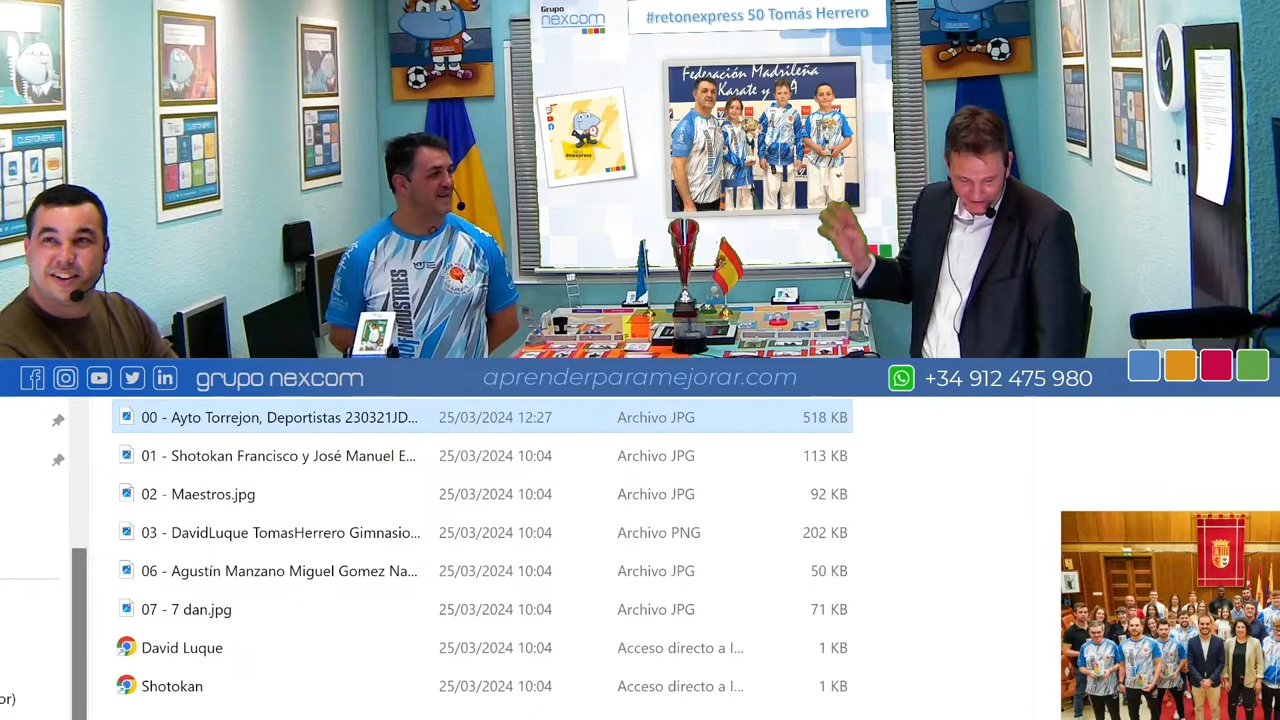 Grupo
nexcom
#retonexpress 50 Tomás Herrero
Federación Madrileña
Karate y
CUSTOMERS
#nexpress
INDUSTRIES
grupo nexcom
aprenderparamejorar.com
+34 912 475 980
00 - Ayto Torrejon, Deportistas 230321JD... 25/03/2024 12:27 Archivo JPG 518 KB
01 - Shotokan Francisco y José Manuel E... 25/03/2024 10:04 Archivo JPG 113 KB
02 - Maestros.jpg 25/03/2024 10:04 Archivo JPG 92 KB
03 - DavidLuque TomasHerrero Gimnasio... 25/03/2024 10:04 Archivo PNG 202 KB
06 - Agustín Manzano Miguel Gomez Na... 25/03/2024 10:04 Archivo JPG 50 KB
07 - 7 dan.jpg 25/03/2024 10:04 Archivo JPG 71 KB
David Luque 25/03/2024 10:04 Acceso directo a I... 1 KB
Shotokan 25/03/2024 10:04 Acceso directo a I... 1 KB
or)